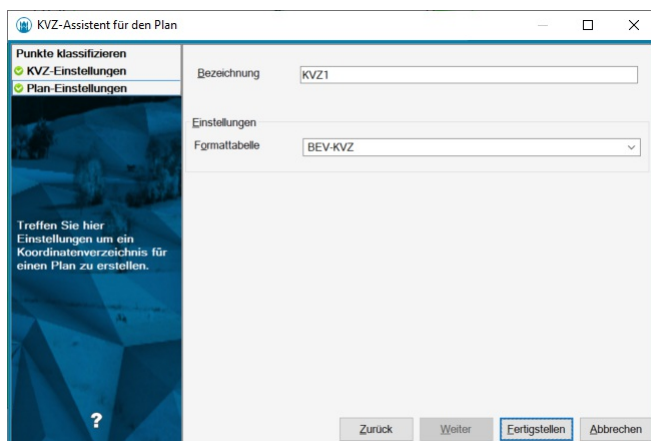 KVZ-Assistent für den Plan
Punkte klassifizieren
KVZ-Einstellungen
Plan-Einstellungen
Treffen Sie hier
Einstellungen um ein
Koordinatenverzeichnis für
einen Plan zu erstellen.
?
Bezeichnung KVZ1
Einstellungen
Formattabelle BEV-KVZ
Zurück Weiter Fertigstellen Abbrechen